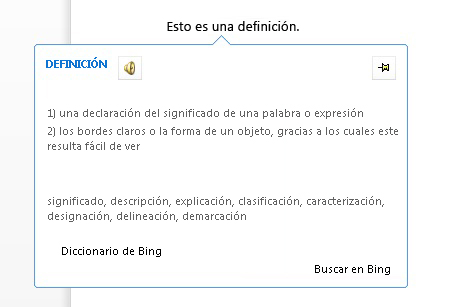 Esto es una definición.
DEFINICIÓN
1) una declaración del significado de una palabra o expresión
2) los bordes claros o la forma de un objeto, gracias a los cuales este
resulta fácil de ver
significado, descripción, explicación, clasificación, caracterización,
designación, delineación, demarcación
Diccionario de Bing
Buscar en Bing